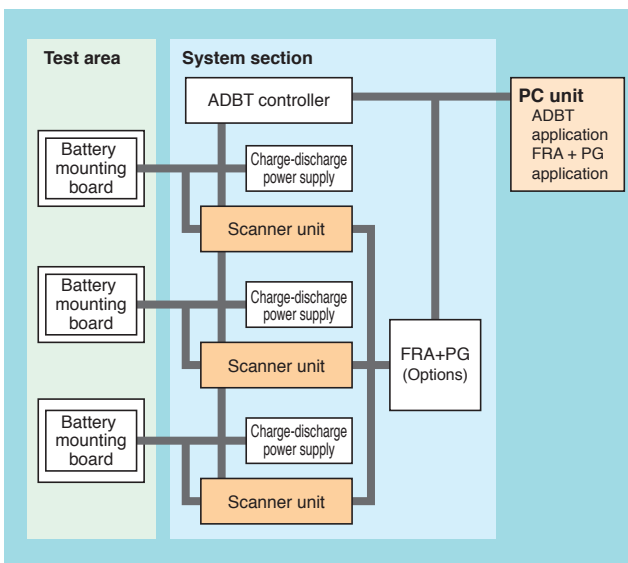 Test area
System section
ADBT controller
PC unit
ADBT
application
FRA + PG
application
Battery
mounting
board
Charge-discharge
power supply
Scanner unit
Battery
mounting
board
Charge-discharge
power supply
Scanner unit
FRA+PG
(Options)
Battery
mounting
board
Charge-discharge
power supply
Scanner unit